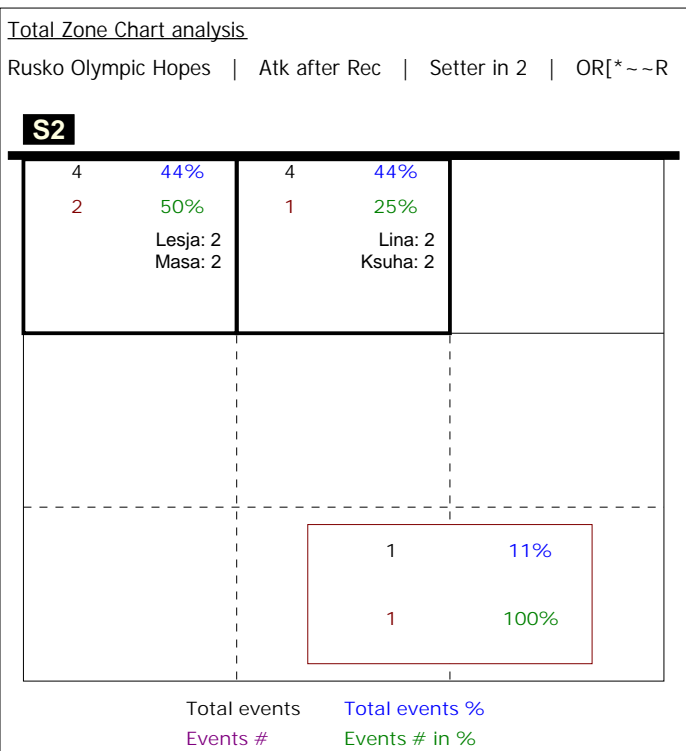 Total Zone Chart analysis
Rusko Olympic Hopes | Atk after Rec | Setter in 2 | OR[*~~R
S2
4 44% 4 44%
2 50% 1 25%
Lesja: 2 Lina: 2
Masa: 2 Ksuha: 2
1 11%
1 100%
Total events Total events %
Events # Events # in %